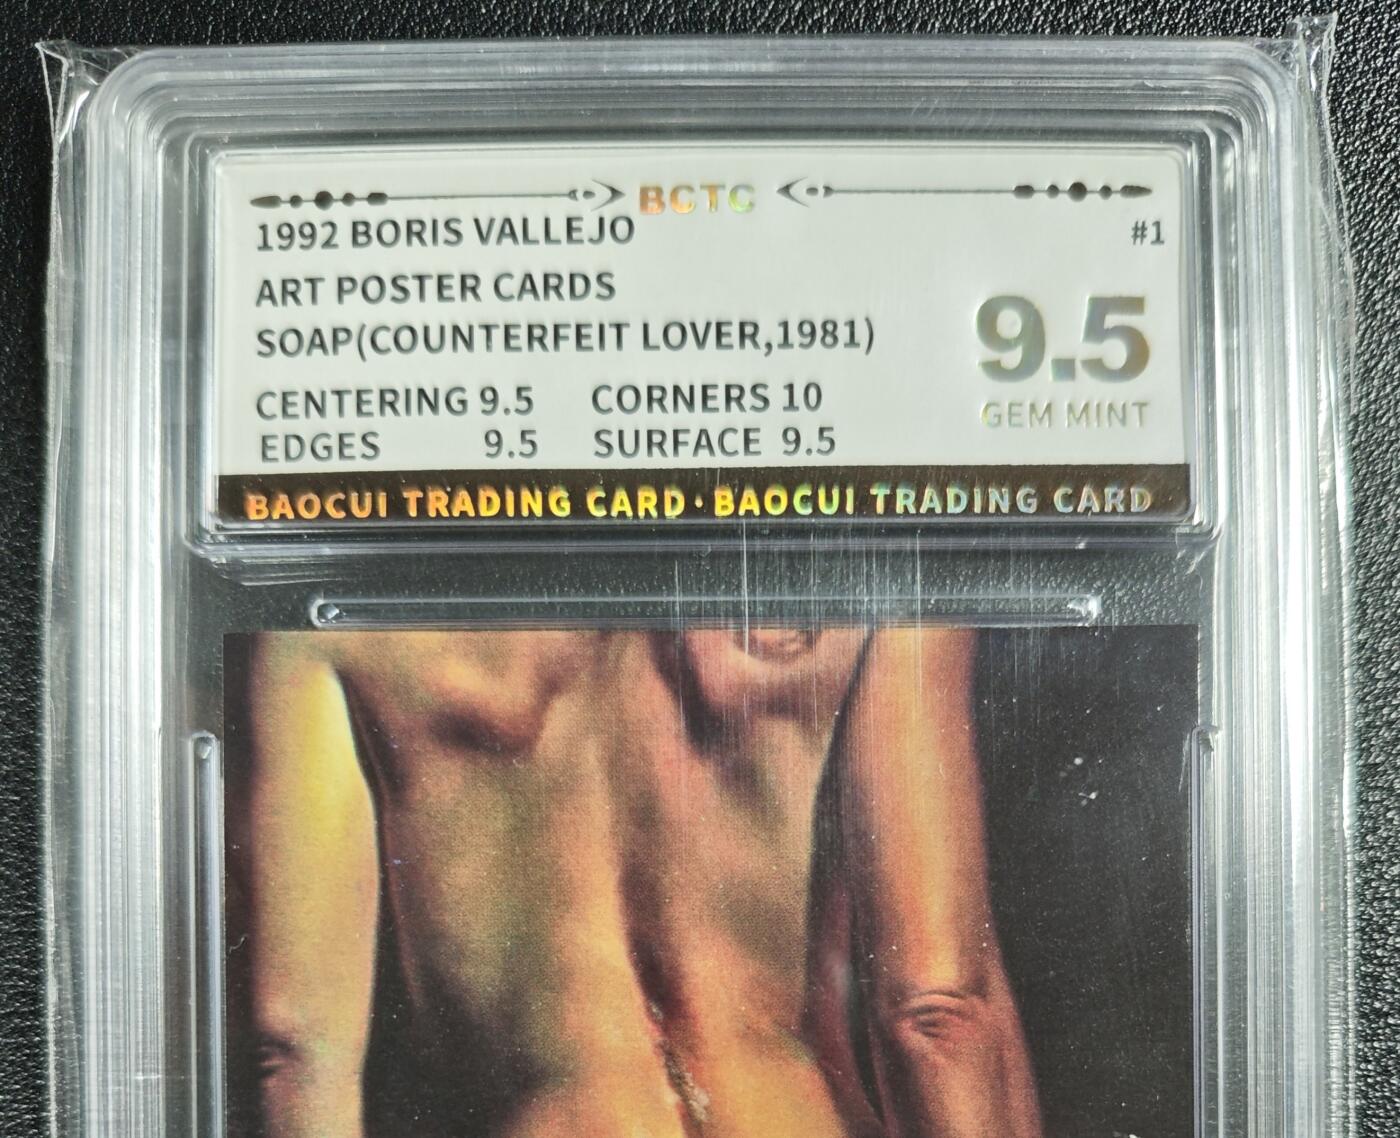 BCTC
1992 BORIS VALLEJO #1
ART POSTER CARDS
SOAP(COUNTERFEIT LOVER,1981)
9.5
GEM MINT
CENTERING 9.5 CORNERS 10
EDGES 9.5 SURFACE 9.5
BAOCUI TRADING CARD·BAOCUI TRADING CARD